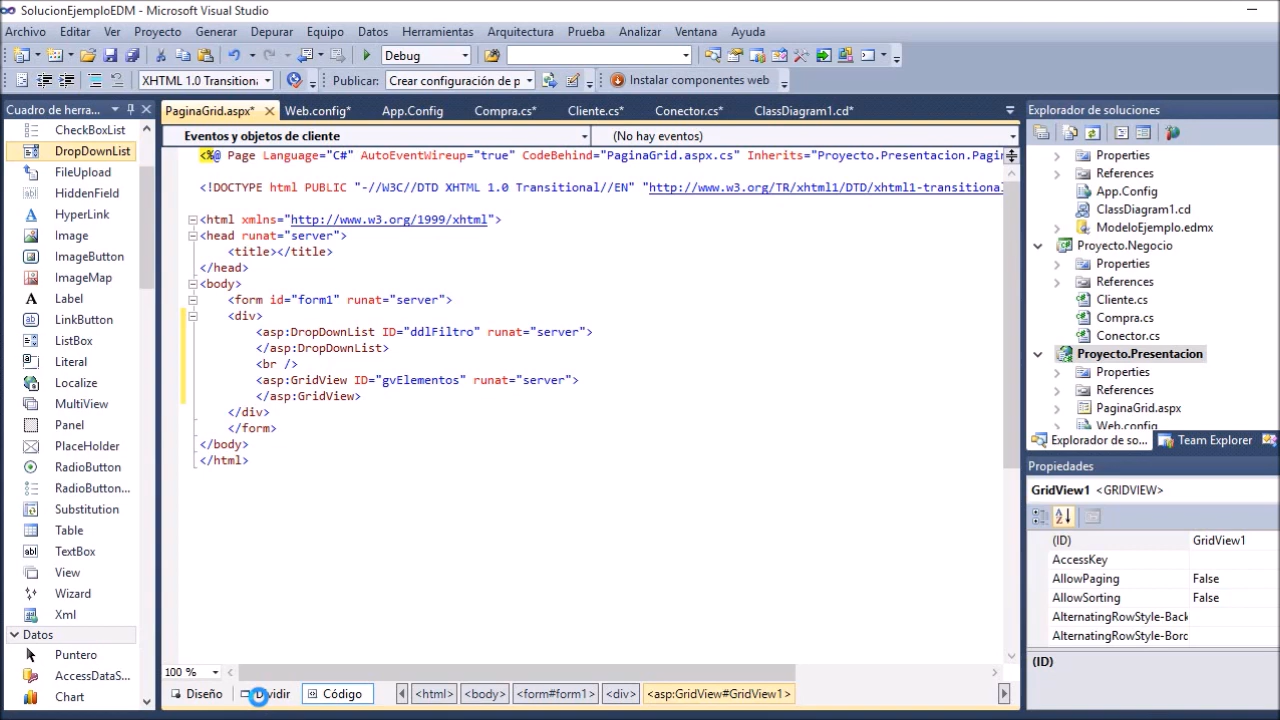 SolucionEjemploEDM - Microsoft Visual Studio
Archivo Editar Ver Proyecto Generar Depurar Equipo Datos Herramientas Arquitectura Prueba Analizar Ventana Ayuda
Debug
XHTML 1.0 Transition Publicar: Crear configuración de p Instalar componentes web
Cuadro de herra...
PaginaGrid.aspx* Web.config* App.Config Compra.cs* Cliente.cs* Conector.cs* ClassDiagram1.cd*
Eventos y objetos de cliente (No hay eventos)
CheckBoxList
DropDownList
FileUpload
HiddenField
HyperLink
Image
ImageButton
ImageMap
Label
LinkButton
ListBox
Literal
Localize
MultiView
Panel
PlaceHolder
RadioButton
RadioButton...
Substitution
Table
TextBox
View
Wizard
Xml
Datos
Puntero
AccessDataS...
Chart
<%@ Page Language="C#" AutoEventWireup="true" CodeBehind="PaginaGrid.aspx.cs" Inherits="Proyecto.Presentacion.Pagin
<!DOCTYPE html PUBLIC "-//W3C//DTD XHTML 1.0 Transitional//EN" "http://www.w3.org/TR/xhtml1/DTD/xhtml1-transitional
<html xmlns="http://www.w3.org/1999/xhtml">
<head runat="server">
<title></title>
</head>
<body>
<form id="form1" runat="server">
<div>
<asp:DropDownList ID="ddlFiltro" runat="server">
</asp:DropDownList>
<br />
<asp:GridView ID="gvElementos" runat="server">
</asp:GridView>
</div>
</form>
</body>
</html>
100 %
Diseño Dividir Código <html> <body> <form#form1> <div> <asp:GridView#GridView1>
Explorador de soluciones
Properties
References
App.Config
ClassDiagram1.cd
ModeloEjemplo.edmx
Proyecto.Negocio
Properties
References
Cliente.cs
Compra.cs
Conector.cs
Proyecto.Presentacion
Properties
References
PaginaGrid.aspx
Web.config
Explorador de so... Team Explorer
Propiedades
GridView1 <GRIDVIEW>
(ID) GridView1
AccessKey
AllowPaging False
AllowSorting False
AlternatingRowStyle-Back
AlternatingRowStyle-Bord
(ID)